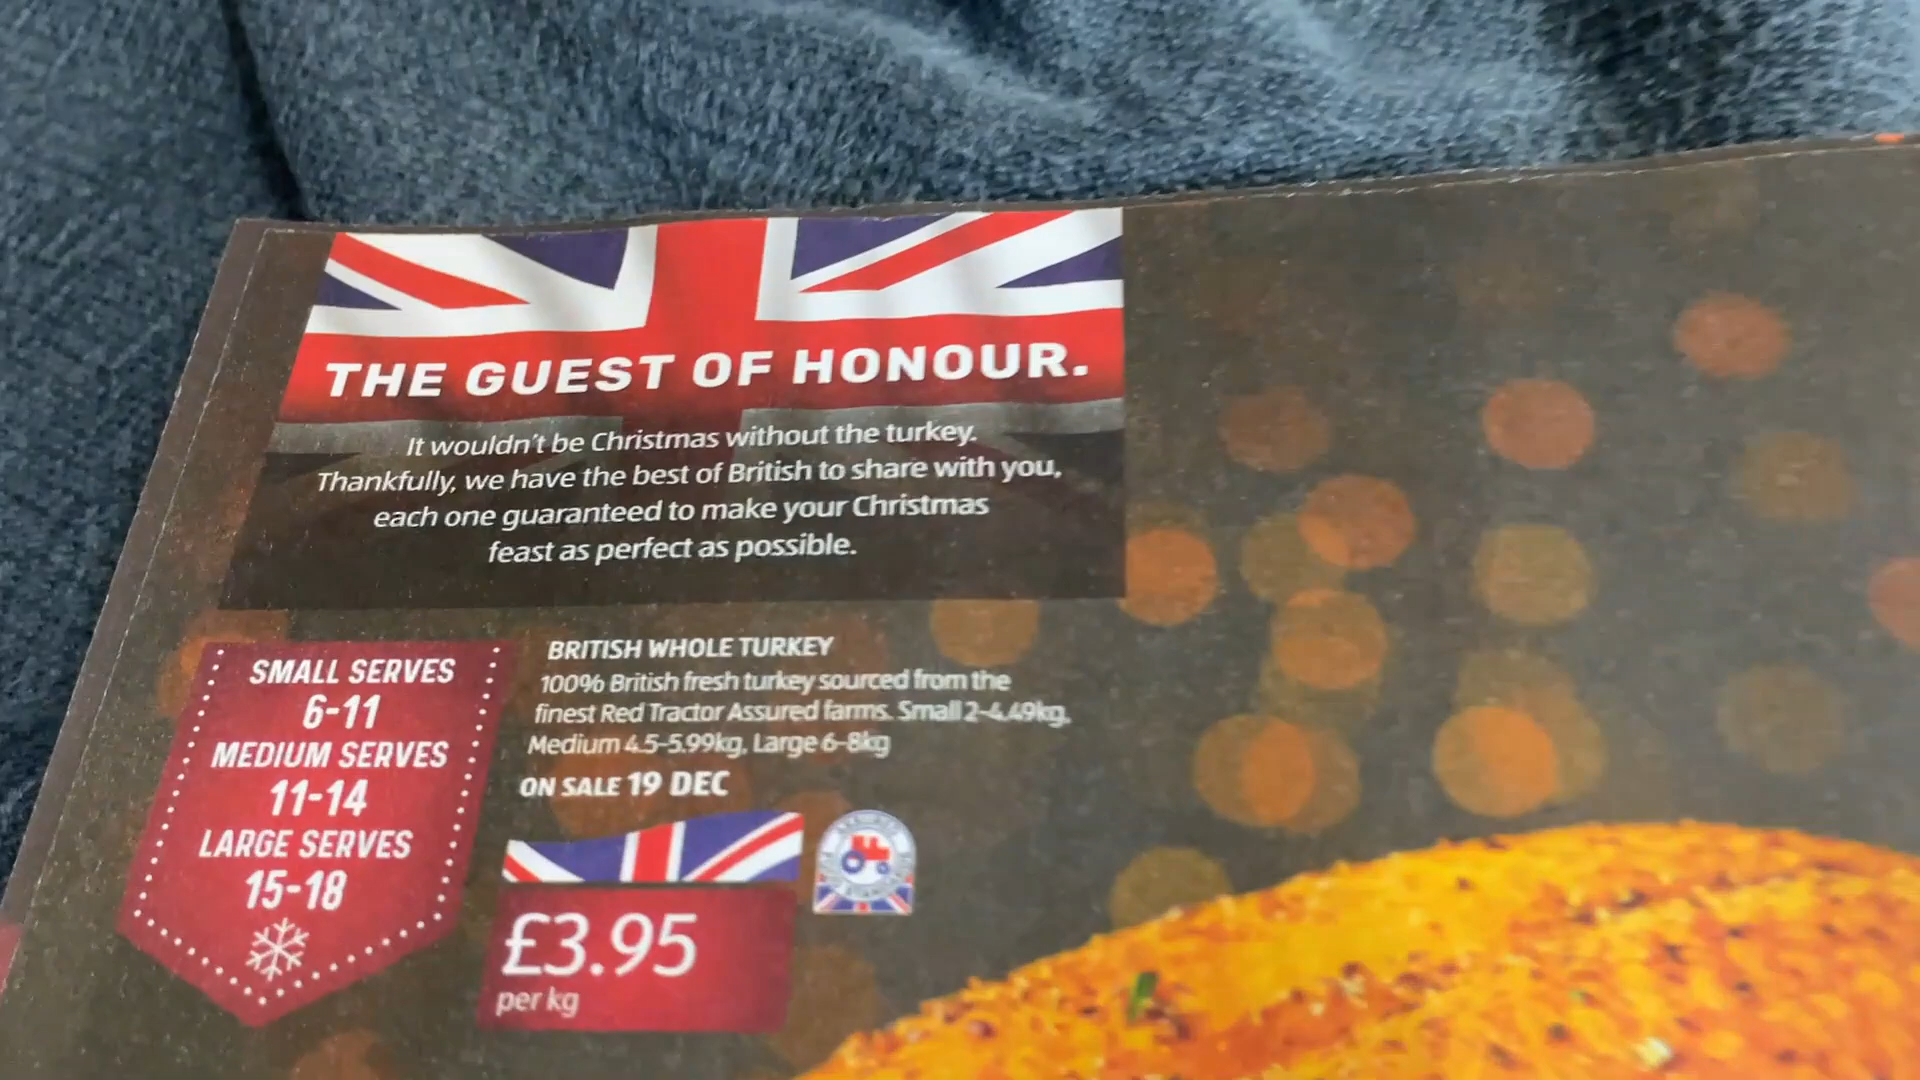 THE GUEST OF HONOUR.
It wouldn't be Christmas without the turkey.
Thankfully, we have the best of British to share with you,
each one guaranteed to make your Christmas
feast as perfect as possible.
SMALL SERVES
6-11
MEDIUM SERVES
11-14
LARGE SERVES
15-18
BRITISH WHOLE TURKEY
100% British fresh turkey sourced from the
finest Red Tractor Assured farms. Small 2-4.49kg,
Medium 4.5-5.99kg, Large 6-8kg
ON SALE 19 DEC
£3.95
per kg